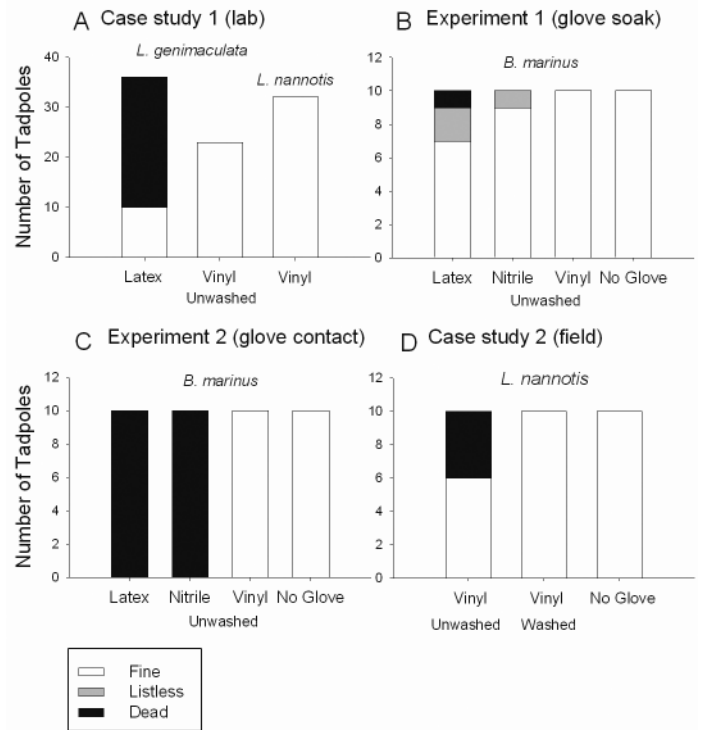 A Case study 1 (lab)
L. genimaculata
L. nannotis
Number of Tadpoles
40
30
20
10
0
Latex Vinyl Vinyl
Unwashed
B Experiment 1 (glove soak)
B. marinus
12
10
8
6
4
2
0
Latex Nitrile Vinyl No Glove
Unwashed
C Experiment 2 (glove contact)
B. marinus
Number of Tadpoles
12
10
8
6
4
2
0
Latex Nitrile Vinyl No Glove
Unwashed
D Case study 2 (field)
L. nannotis
12
10
8
6
4
2
0
Vinyl Vinyl No Glove
Unwashed Washed
Fine
Listless
Dead